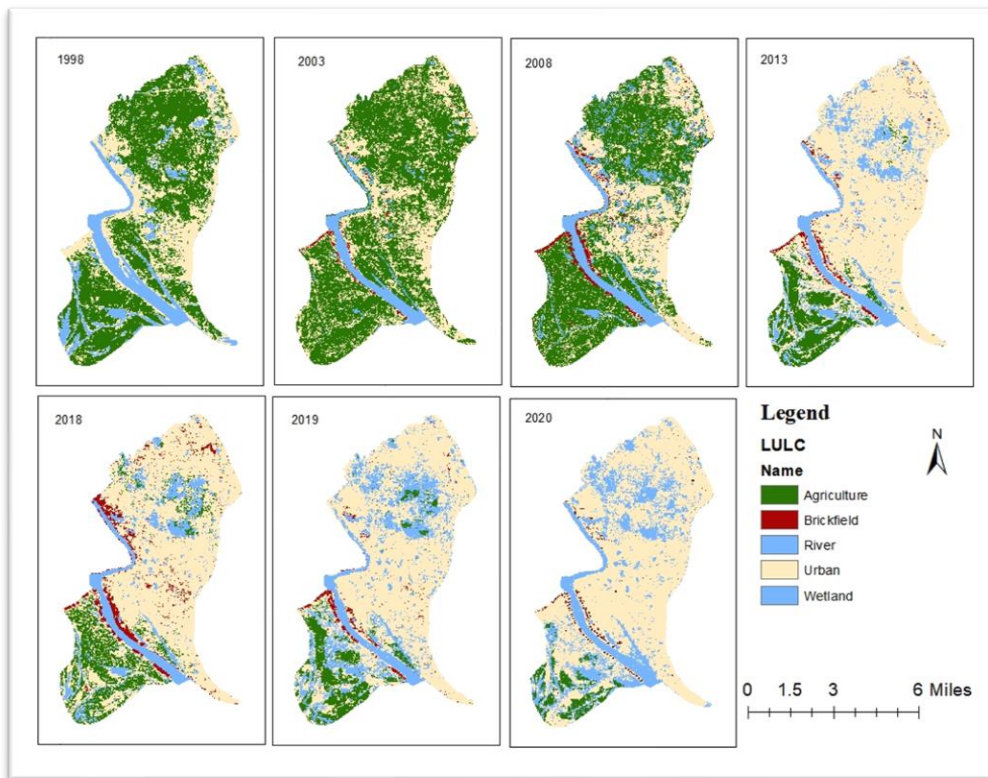 1998
2003
2008
2013
2018
2019
2020
Legend
LULC
Name
Agriculture
Brickfield
River
Urban
Wetland
N
0 1.5 3 6 Miles